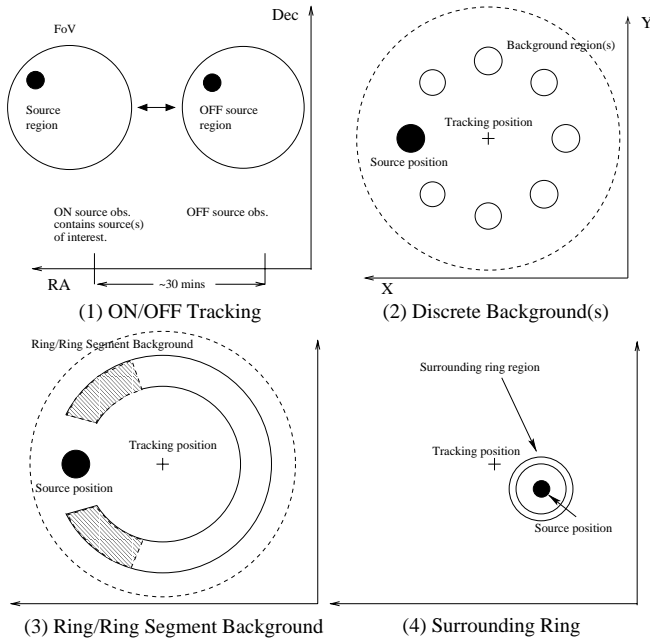 Dec
FoV
Source
region
OFF source
region
ON source obs.
contains source(s)
of interest.
OFF source obs.
RA
~30 mins
(1) ON/OFF Tracking
Y
Background region(s)
Tracking position
Source position
X
(2) Discrete Background(s)
Ring/Ring Segment Background
Tracking position
Source position
(3) Ring/Ring Segment Background
Surrounding ring region
Tracking position
Source position
(4) Surrounding Ring